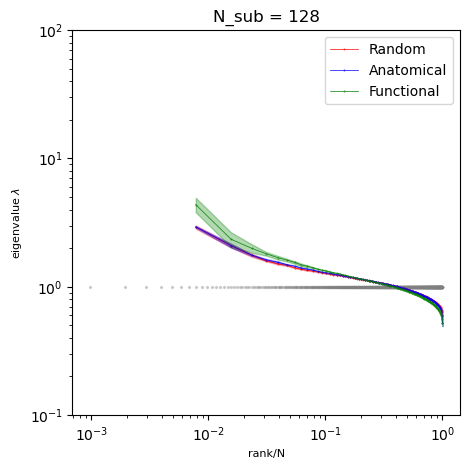 N_sub = 128
Random
Anatomical
Functional
eigenvalue λ
10²
10¹
10⁰
10⁻¹
10⁻³
10⁻²
10⁻¹
10⁰
rank/N